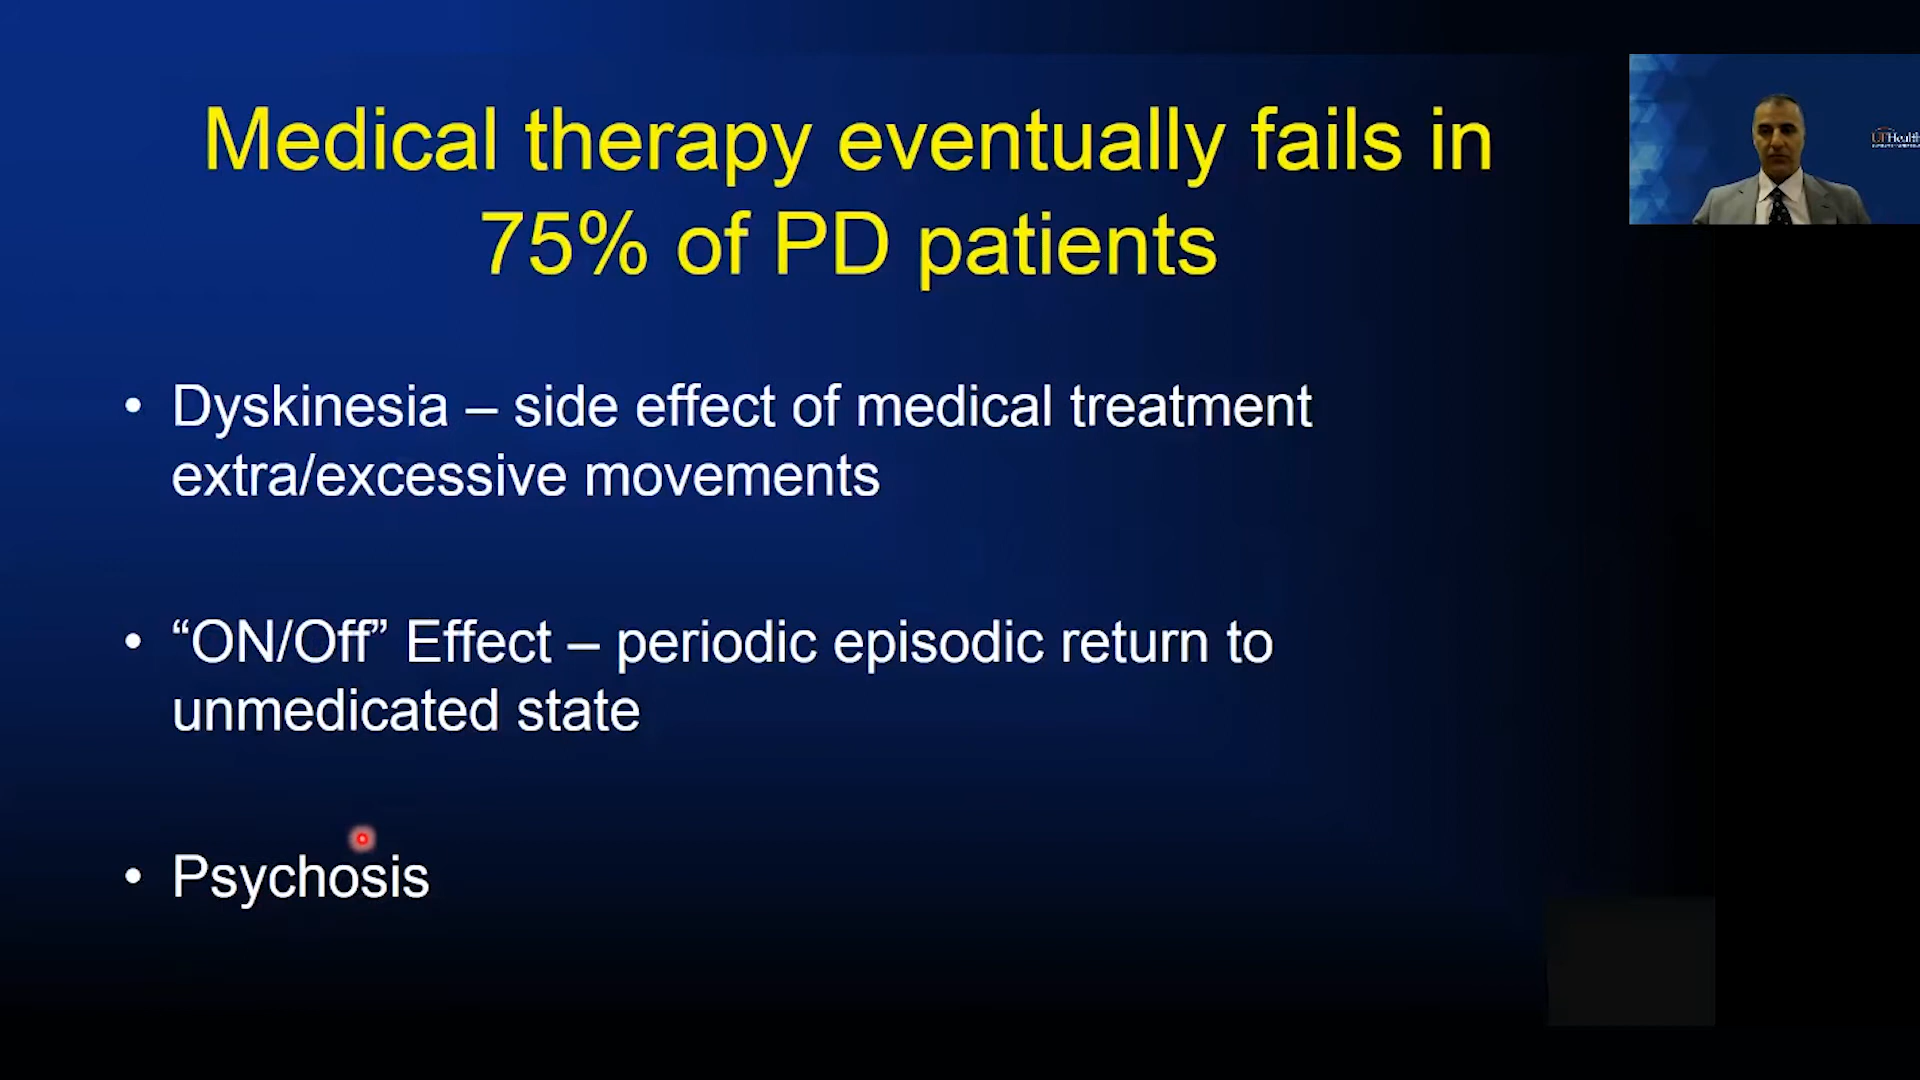 Medical therapy eventually fails in
75% of PD patients
• Dyskinesia – side effect of medical treatment
extra/excessive movements
• “ON/Off” Effect – periodic episodic return to
unmedicated state
• Psychosis
UTHealth